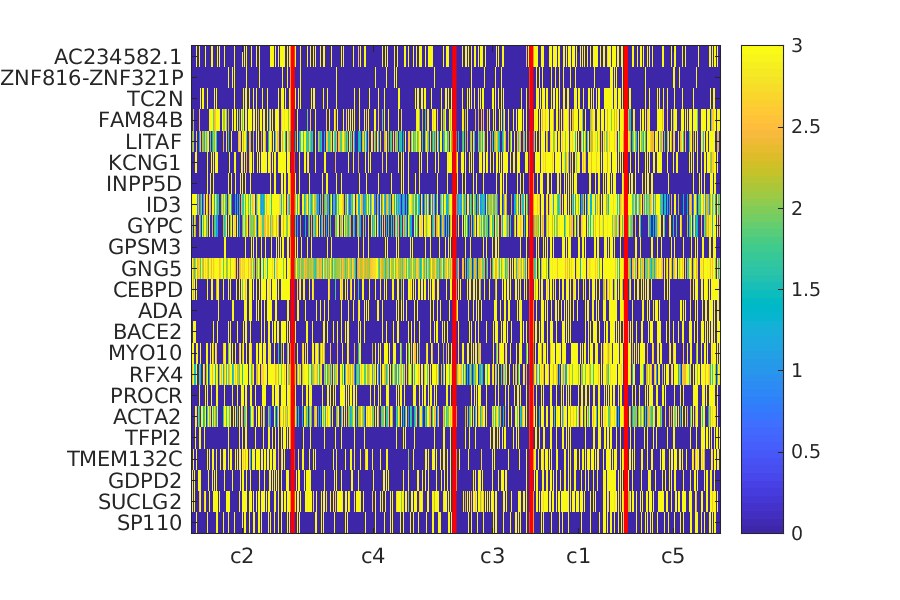 AC234582.1
ZNF816-ZNF321P
TC2N
FAM84B
LITAF
KCNG1
INPP5D
ID3
GYPC
GPSM3
GNG5
CEBPD
ADA
BACE2
MYO10
RFX4
PROCR
ACTA2
TFPI2
TMEM132C
GDPD2
SUCLG2
SP110
c2 c4 c3 c1 c5
3
2.5
2
1.5
1
0.5
0